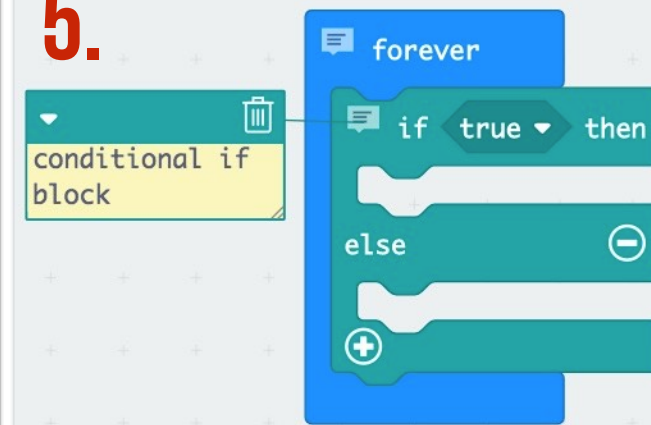 5.
forever
if true then
conditional if
block
else